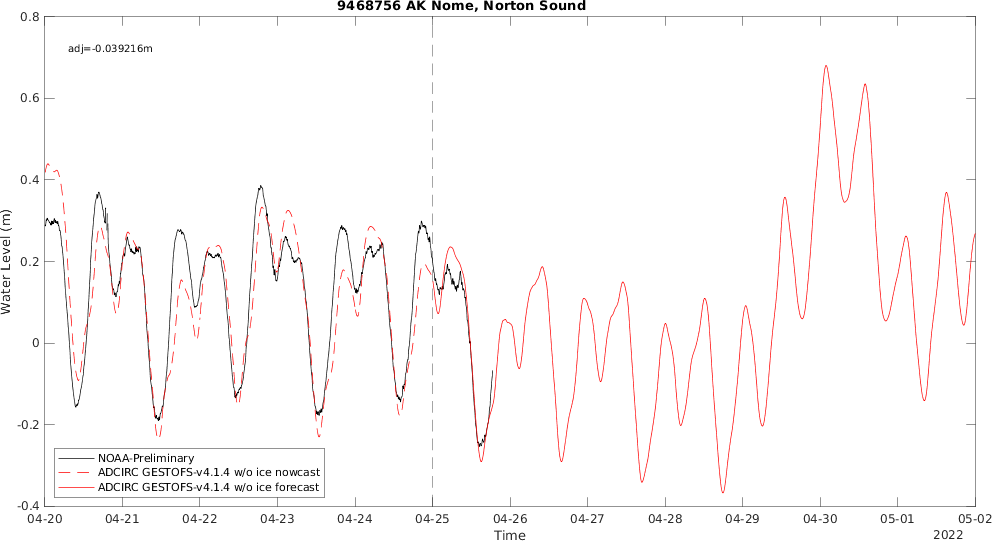 9468756 AK Nome, Norton Sound
adj=-0.039216m
Water Level (m)
0.8
0.6
0.4
0.2
0
-0.2
-0.4
NOAA-Preliminary
ADCIRC GESTOFS-v4.1.4 w/o ice nowcast
ADCIRC GESTOFS-v4.1.4 w/o ice forecast
04-20 04-21 04-22 04-23 04-24 04-25 04-26 04-27 04-28 04-29 04-30 05-01 05-02
Time
2022